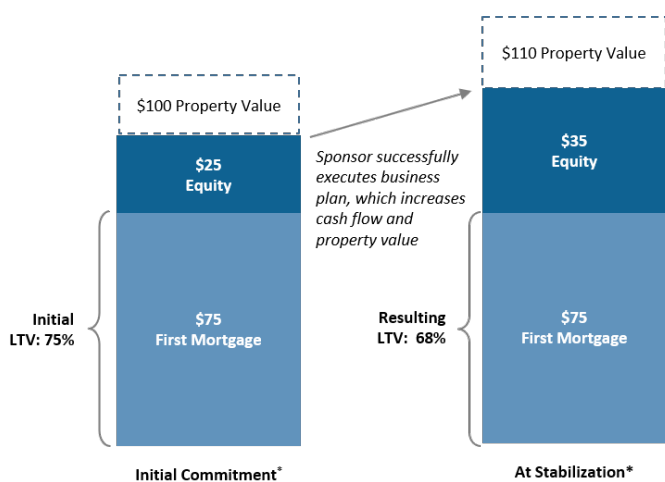 $100 Property Value
$25
Equity
Initial
LTV: 75%
$75
First Mortgage
Initial Commitment*
Sponsor successfully
executes business
plan, which increases
cash flow and
property value
$110 Property Value
$35
Equity
Resulting
LTV: 68%
$75
First Mortgage
At Stabilization*